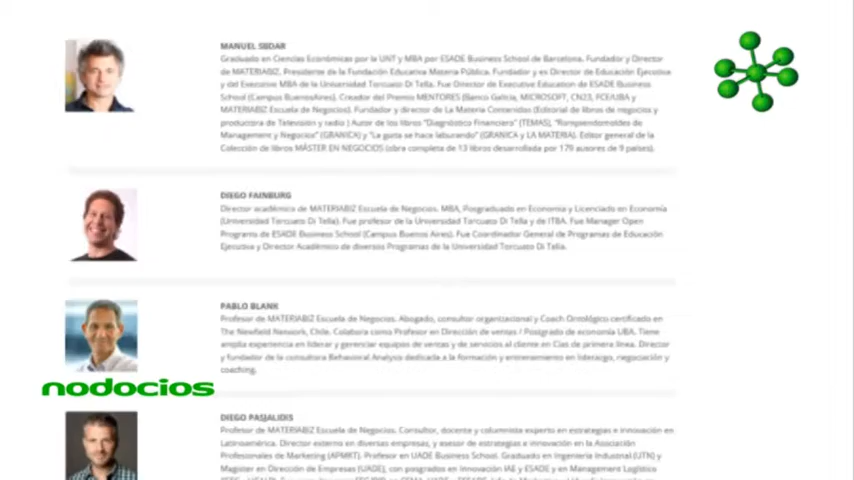 MANUEL SBDAR
Graduado en Ciencias Económicas por la UNT y MBA por ESADE Business School de Barcelona. Fundador y Director
de MATERIABIZ, Presidente de la Fundación Educativa Materia Pública. Fundador y ex Director de Educación Ejecutiva
y del Executive MBA de la Universidad Torcuato Di Tella. Fue Director de Executive Education de ESADE Business
School (Campus BuenosAires). Creador del Premio MENTORES (Banco Galicia, MICROSOFT, CN23, FCE/UBA y
MATERIABIZ Escuela de Negocios). Fundador y director de La Materia Contenidos (Editorial de libros de negocios y
productora de Televisión y radio ) Autor de los libros "Diagnóstico Financiero" (TEMAS), "Rompiendomoldes de
Management y Negocios" (GRANICA) y "La guita se hace laburando" (GRANICA y LA MATERIA). Editor general de la
Colección de libros MÁSTER EN NEGOCIOS (obra completa de 13 libros desarrollada por 179 autores de 9 países).
DIEGO FAINBURG
Director académico de MATERIABIZ Escuela de Negocios. MBA, Posgraduado en Economía y Licenciado en Economía
(Universidad Torcuato Di Tella). Fue profesor de la Universidad Torcuato Di Tella y de ITBA. Fue Manager Open
Programs de ESADE Business School (Campus Buenos Aires). Fue Coordinador General de Programas de Educación
Ejecutiva y Director Académico de diversos Programas de la Universidad Torcuato Di Tella.
PABLO BLANK
Profesor de MATERIABIZ Escuela de Negocios. Abogado, consultor organizacional y Coach Ontológico certificado en
The Newfield Network, Chile. Colabora como Profesor en Dirección de ventas / Postgrado de economía UBA. Tiene
amplia experiencia en liderar y gerenciar equipos de ventas y de servicios al cliente en Cías de primera línea. Director
y fundador de la consultora Behavioral Analysis dedicada a la formación y entrenamiento en liderazgo, negociación y
coaching.
nodocios
DIEGO PASJALIDIS
Profesor de MATERIABIZ Escuela de Negocios. Consultor, docente y columnista experto en estrategias e innovación en
Latinoamérica. Director externo en diversas empresas, y asesor de estrategias e innovación en la Asociación
Profesionales de Marketing (APMKT). Profesor en UADE Business School. Graduado en Ingeniería Industrial (UTN) y
Magister en Dirección de Empresas (UADE), con posgrados en Innovación IAE y ESADE y en Management Logístico